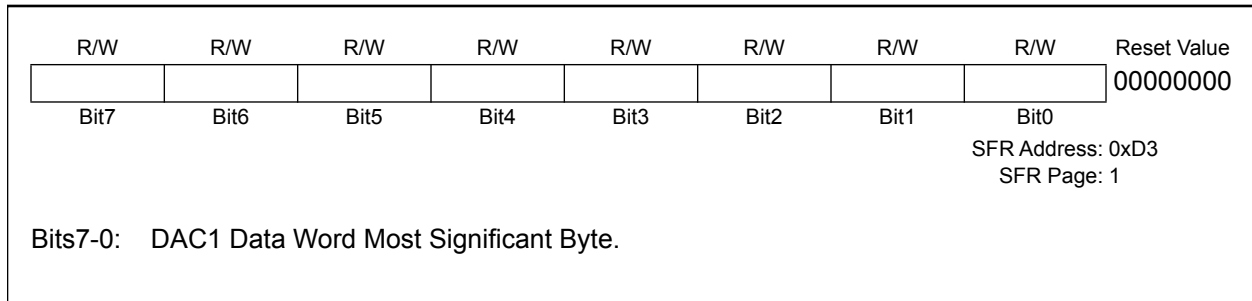 R/W R/W R/W R/W R/W R/W R/W R/W Reset Value
00000000
Bit7 Bit6 Bit5 Bit4 Bit3 Bit2 Bit1 Bit0
SFR Address: 0xD3
SFR Page: 1
Bits7-0: DAC1 Data Word Most Significant Byte.